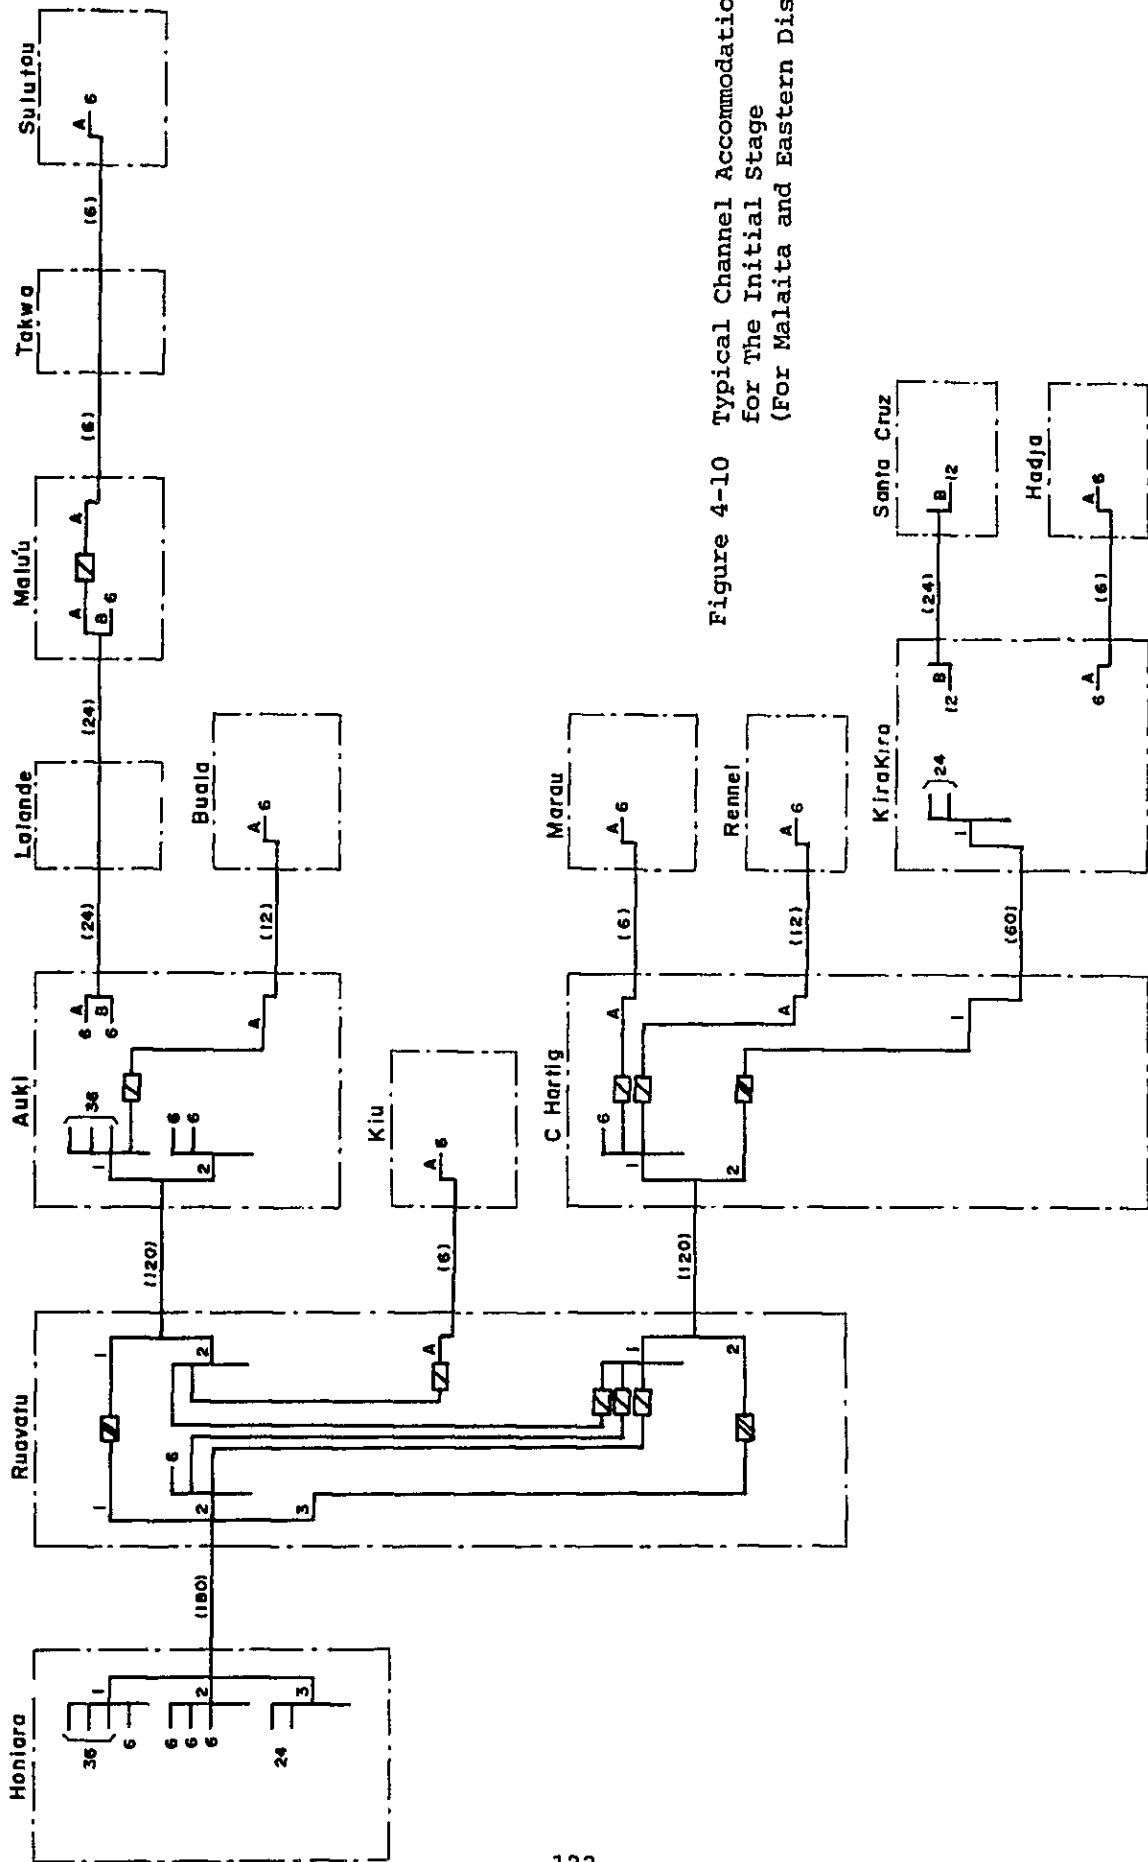 Honiara
36
6
6
6
6
24
1
2
3
(180)
Ruavatu
1
2
3
6
1
2
A
1
2
(120)
(6)
(120)
Auki
36
6
6
1
2
A
6 A
B
6
(24)
(12)
Kiu
A 6
C Hartig
6
1
2
A
A
1
(6)
(12)
(60)
Lalande
(24)
Buala
A 6
Marau
A 6
Rennel
A 6
KiraKira
24
1
12 B
6 A
(24)
(6)
Malu'u
A
B 6
A
(6)
Takwa
(6)
Sulutou
A 6
Santa Cruz
B 12
Hadja
A 6
Figure 4-10 Typical Channel Accommodatio
for The Initial Stage
(For Malaita and Eastern Dis